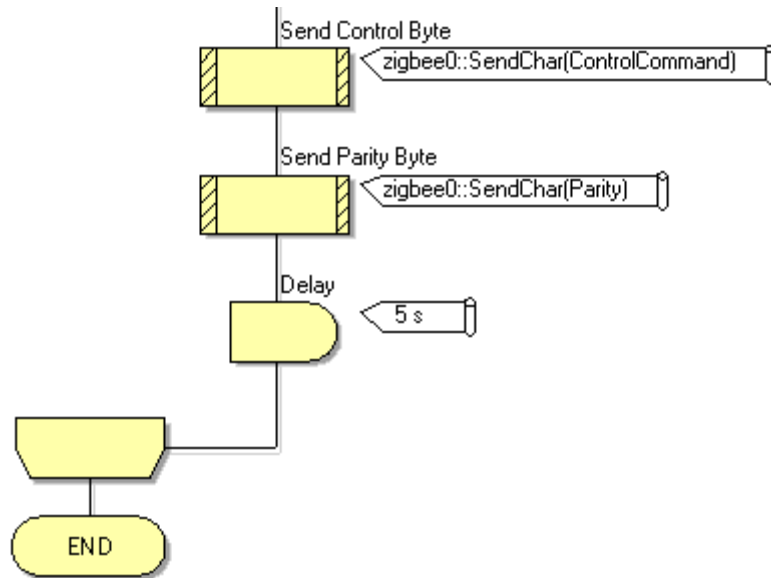 Send Control Byte
zigbee0::SendChar(ControlCommand)
Send Parity Byte
zigbee0::SendChar(Parity)
Delay
5 s
END